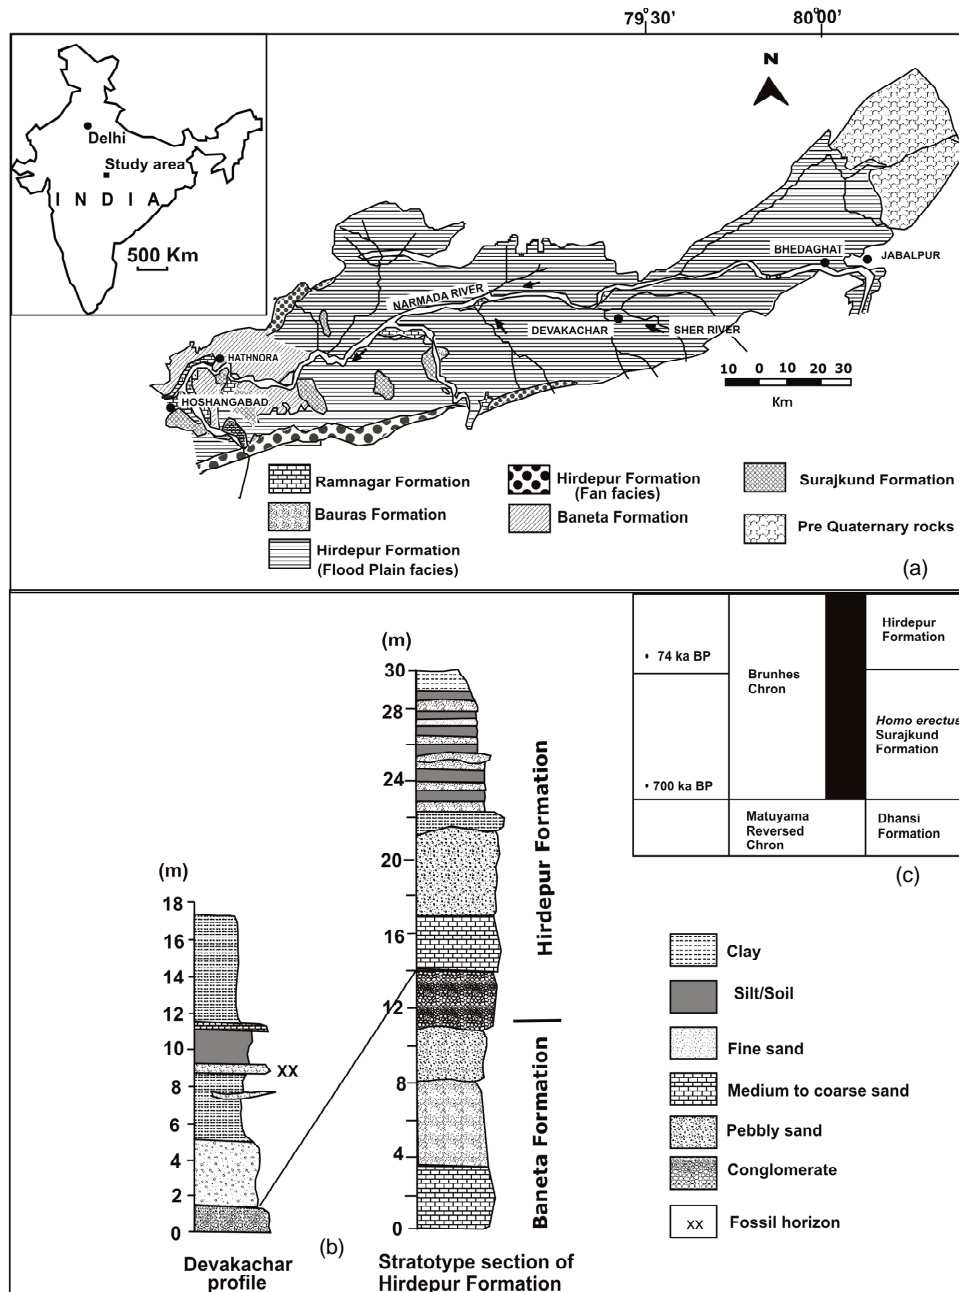 79°30' 80°00'
N
Delhi
Study area
I N D I A
500 Km
BHEDAGHAT
JABALPUR
NARMADA RIVER
DEVAKACHAR
SHER RIVER
HATHNORA
HOSHANGABAD
10 0 10 20 30
Km
Ramnagar Formation
Bauras Formation
Hirdepur Formation
(Flood Plain facies)
Hirdepur Formation
(Fan facies)
Baneta Formation
Surajkund Formation
Pre Quaternary rocks
(a)
(m)
18
16
14
12
10
8
6
4
2
0
xx
Devakachar
profile
(b)
(m)
30
28
24
20
16
12
8
4
0
Hirdepur Formation
Baneta Formation
Stratotype section of
Hirdepur Formation
• 74 ka BP
• 700 ka BP
Brunhes
Chron
Matuyama
Reversed
Chron
Hirdepur
Formation
Homo erectus
Surajkund
Formation
Dhansi
Formation
(c)
Clay
Silt/Soil
Fine sand
Medium to coarse sand
Pebbly sand
Conglomerate
xx Fossil horizon